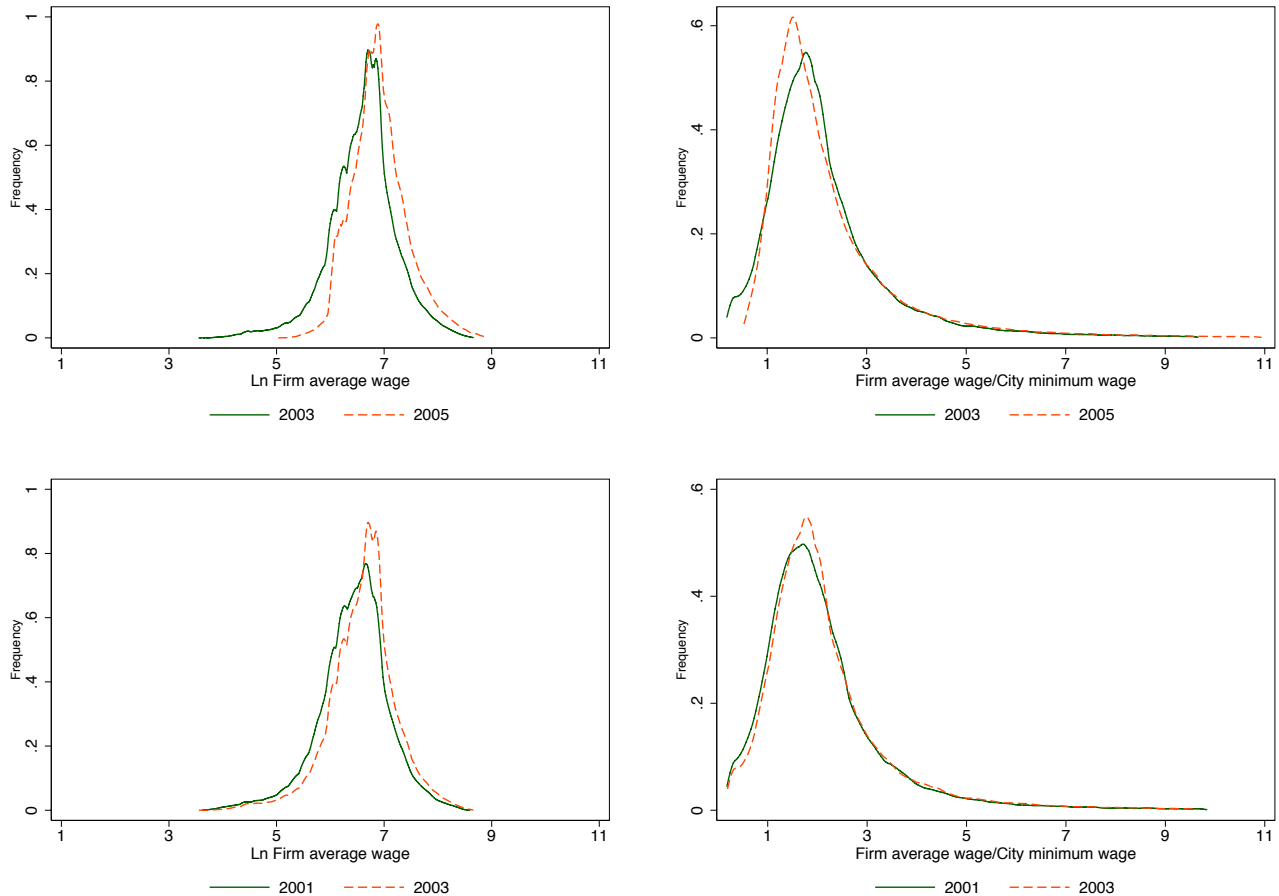 Frequency
0 .2 .4 .6 .8 1
1 3 5 7 9 11
Ln Firm average wage
2003 2005
Frequency
0 .2 .4 .6
1 3 5 7 9 11
Firm average wage/City minimum wage
2003 2005
Frequency
0 .2 .4 .6 .8 1
1 3 5 7 9 11
Ln Firm average wage
2001 2003
Frequency
0 .2 .4 .6
1 3 5 7 9 11
Firm average wage/City minimum wage
2001 2003